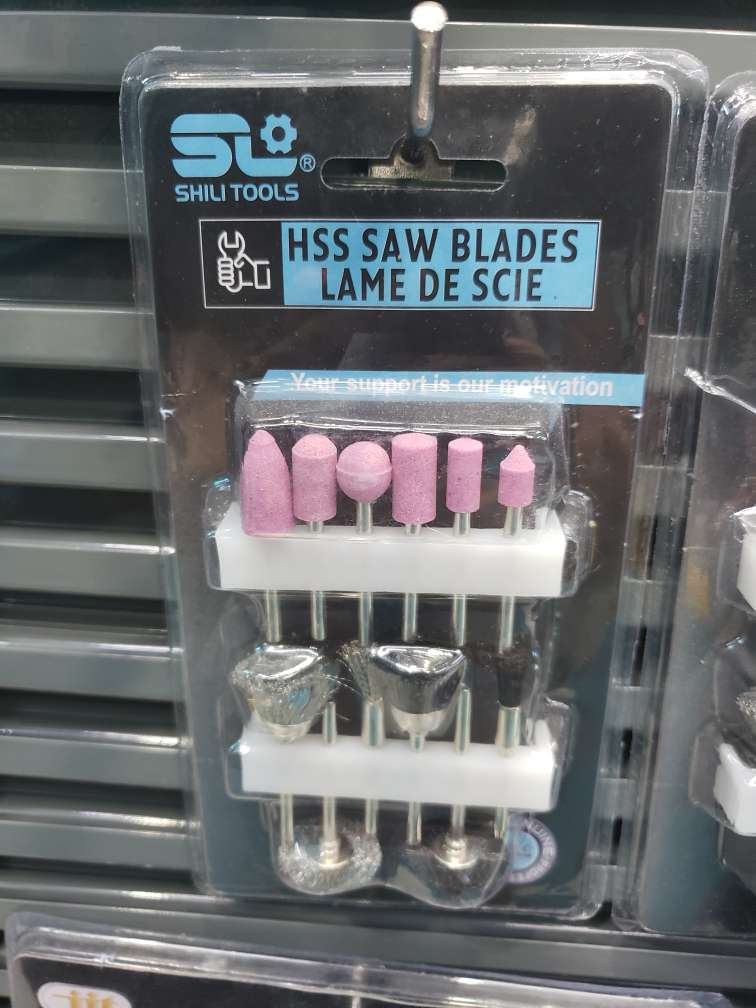 SL®
SHILI TOOLS
HSS SAW BLADES
LAME DE SCIE
Your support is our motivation